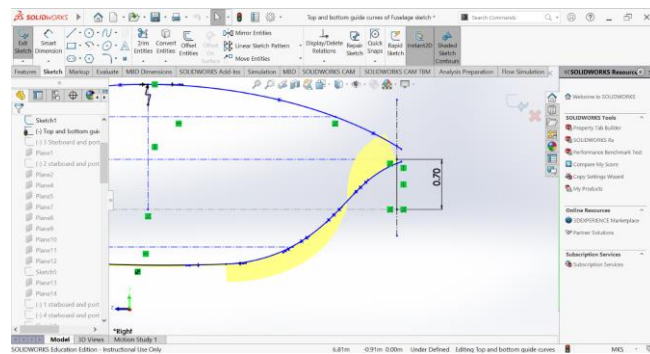 SOLIDWORKS
Top and bottom guide curves of Fuselage sketch *
Search Commands
Exit Sketch
Smart Dimension
Trim Entities
Convert Entities
Offset Entities
Offset On Surface
Mirror Entities
Linear Sketch Pattern
Move Entities
Display/Delete Relations
Repair Sketch
Quick Snaps
Rapid Sketch
Instant2D
Shaded Sketch Contours
Features
Sketch
Markup
Evaluate
MBD Dimensions
SOLIDWORKS Add-Ins
Simulation
MBD
SOLIDWORKS CAM
SOLIDWORKS CAM TBM
Analysis Preparation
Flow Simulation
SOLIDWORKS Resources
Sketch1
(-) Top and bottom gui
(-) 3 Starboard and port
Plane1
(-) 2 starboard and port
Plane2
Plane4
Plane5
Plane7
Plane8
Plane9
Plane10
Plane11
Plane12
Sketch5
Plane13
Plane14
(-) 1 starboard and port
(-) 4 starboard and port
0.70
*Right
Welcome to SOLIDWORKS
SOLIDWORKS Tools
Property Tab Builder
SOLIDWORKS Rx
Performance Benchmark Test
Compare My Score
Copy Settings Wizard
My Products
Online Resources
3DEXPERIENCE Marketplace
Partner Solutions
Subscription Services
Subscription Services
Model
3D Views
Motion Study 1
SOLIDWORKS Education Edition - Instructional Use Only
6.81m
-0.91m
0.00m
Under Defined
Editing Top and bottom guide curves
MKS